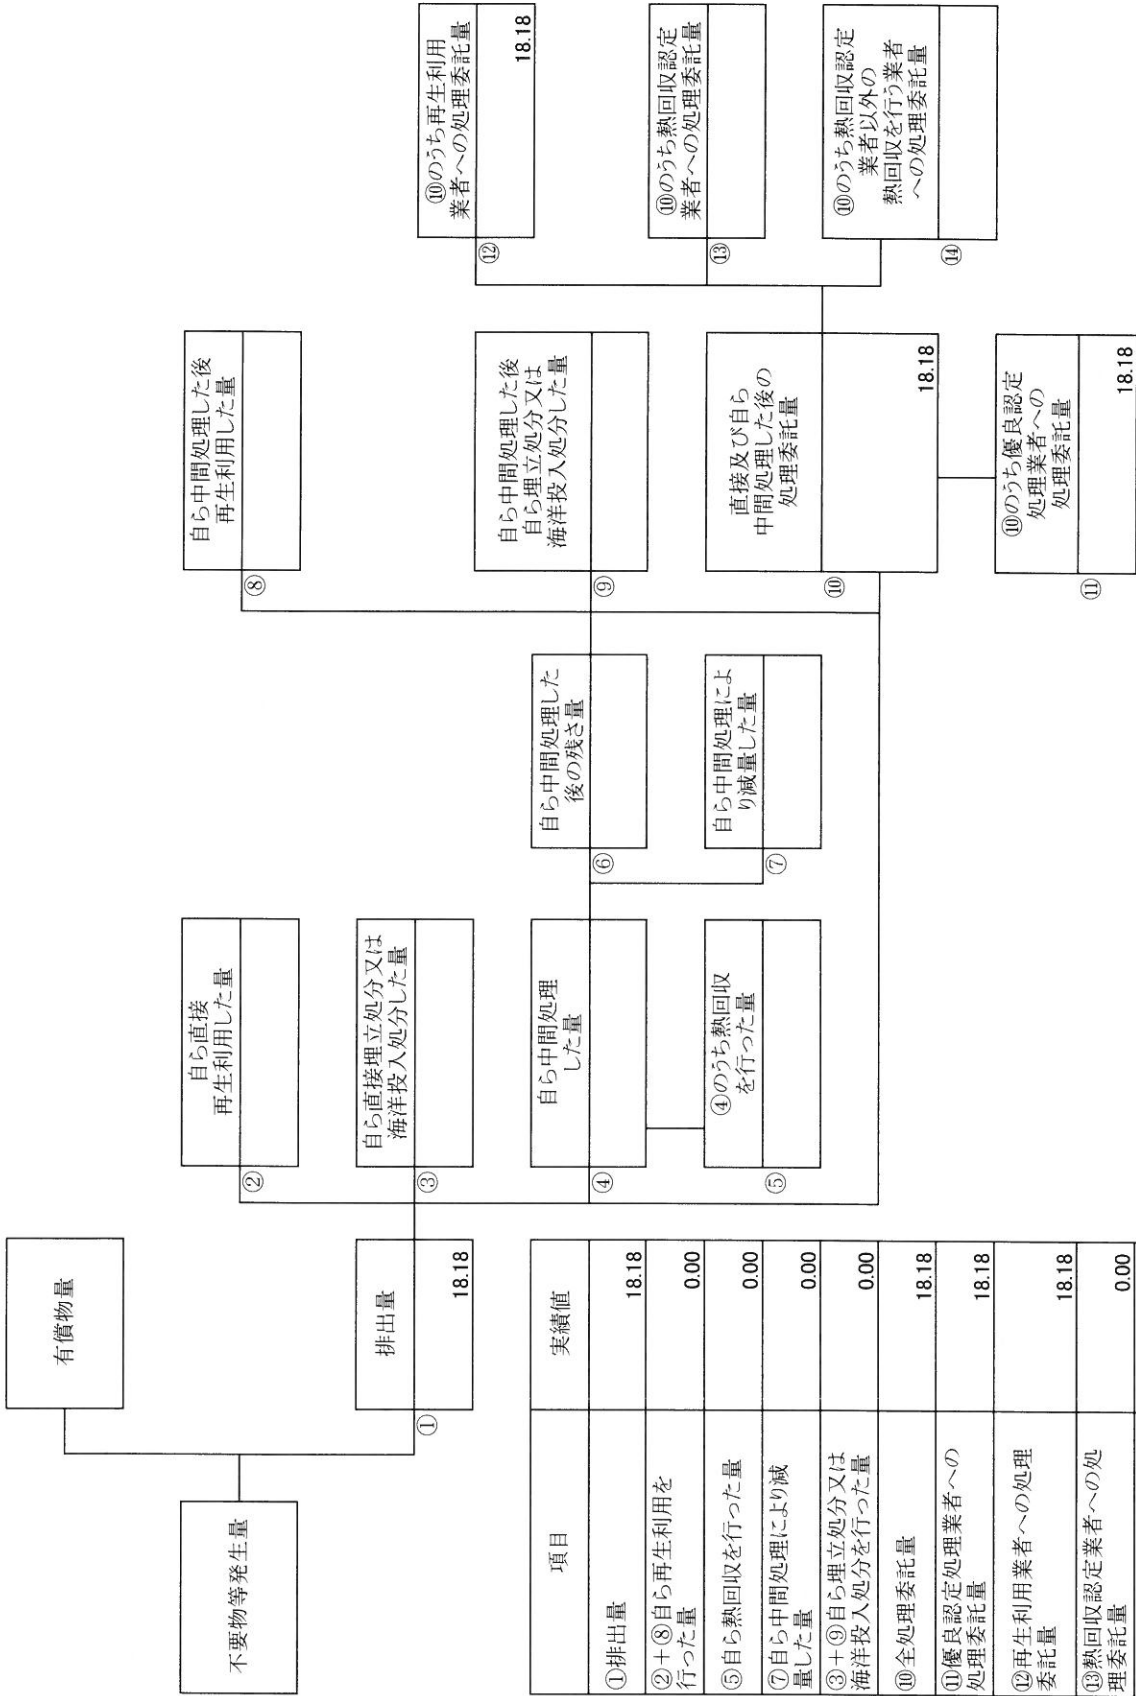 不要物等発生量
有償物量
①
排出量
18.18
②
自ら直接
再生利用した量
③
自ら直接埋立処分又は
海洋投入処分した量
④
自ら中間処理
した量
⑤
④のうち熱回収
を行った量
⑥
自ら中間処理した
後の残さ量
⑦
自ら中間処理によ
り減量した量
⑧
自ら中間処理した後
再生利用した量
⑨
自ら中間処理した後
自ら埋立処分又は
海洋投入処分した量
⑩
直接及び自ら
中間処理した後の
処理委託量
18.18
⑪
⑩のうち優良認定
処理業者への
処理委託量
18.18
⑫
⑩のうち再生利用
業者への処理委託量
18.18
⑬
⑩のうち熱回収認定
業者への処理委託量
⑭
⑩のうち熱回収認定
業者以外の
熱回収を行う業者
への処理委託量
項目 実績値
①排出量 18.18
②+⑧自ら再生利用を
行った量 0.00
⑤自ら熱回収を行った量 0.00
⑦自ら中間処理により減
量した量 0.00
③+⑨自ら埋立処分又は
海洋投入処分を行った量 0.00
⑩全処理委託量 18.18
⑪優良認定処理業者への
処理委託量 18.18
⑫再生利用業者への処理
委託量 18.18
⑬熱回収認定業者への処
理委託量 0.00